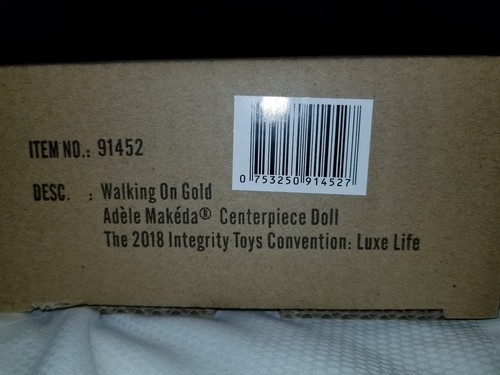 ITEM NO.: 91452
0 753250 914527
DESC. : Walking On Gold
Adèle Makéda® Centerpiece Doll
The 2018 Integrity Toys Convention: Luxe Life